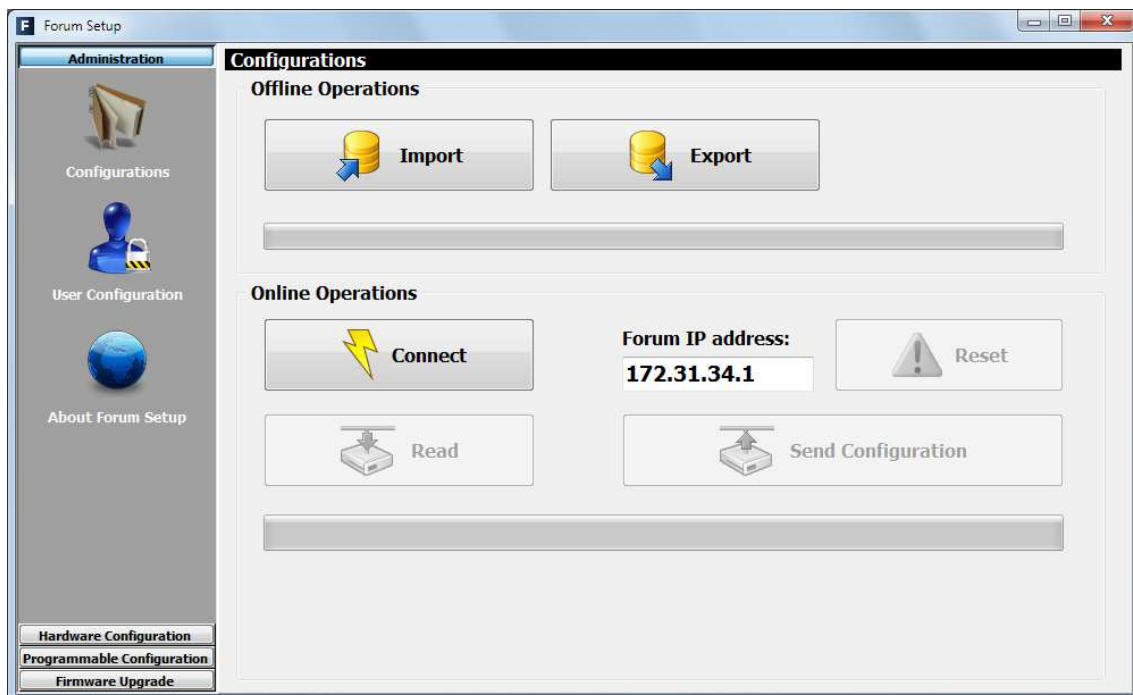 F Forum Setup
Administration
Configurations
User Configuration
About Forum Setup
Hardware Configuration
Programmable Configuration
Firmware Upgrade
Configurations
Offline Operations
Import
Export
Online Operations
Connect
Forum IP address:
172.31.34.1
Reset
Read
Send Configuration